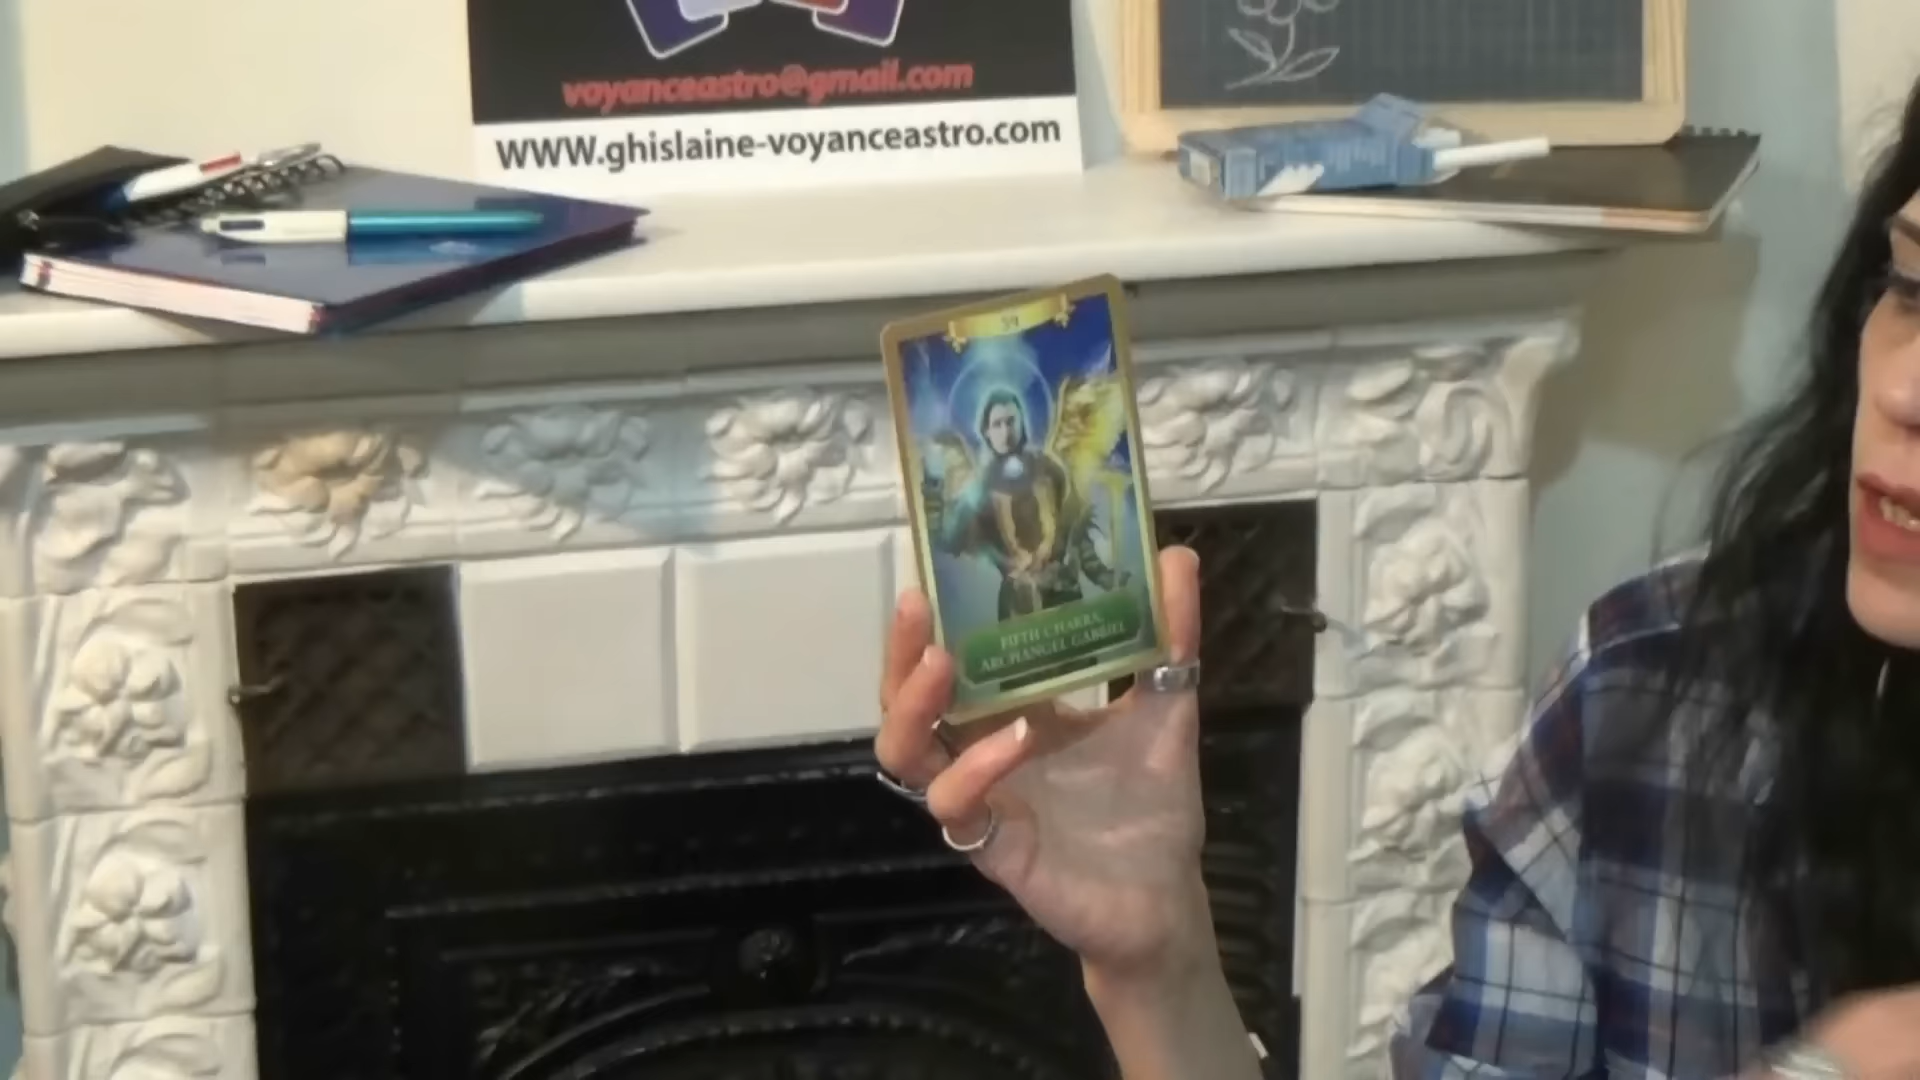 voyanceastro@gmail.com
WWW.ghislaine-voyanceastro.com
FIFTH CHAKRA,
ARCHANGEL GABRIEL